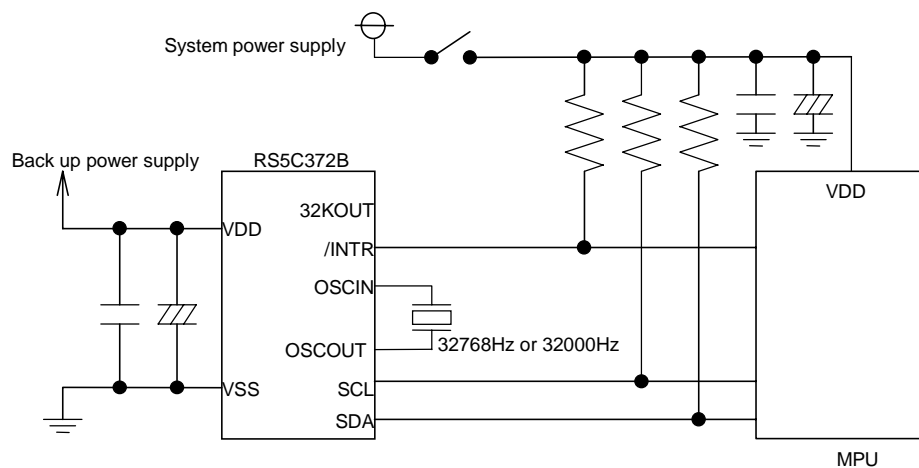 System power supply
Back up power supply
RS5C372B
VDD
32KOUT
VDD
/INTR
OSCIN
OSCOUT
32768Hz or 32000Hz
VSS
SCL
SDA
MPU